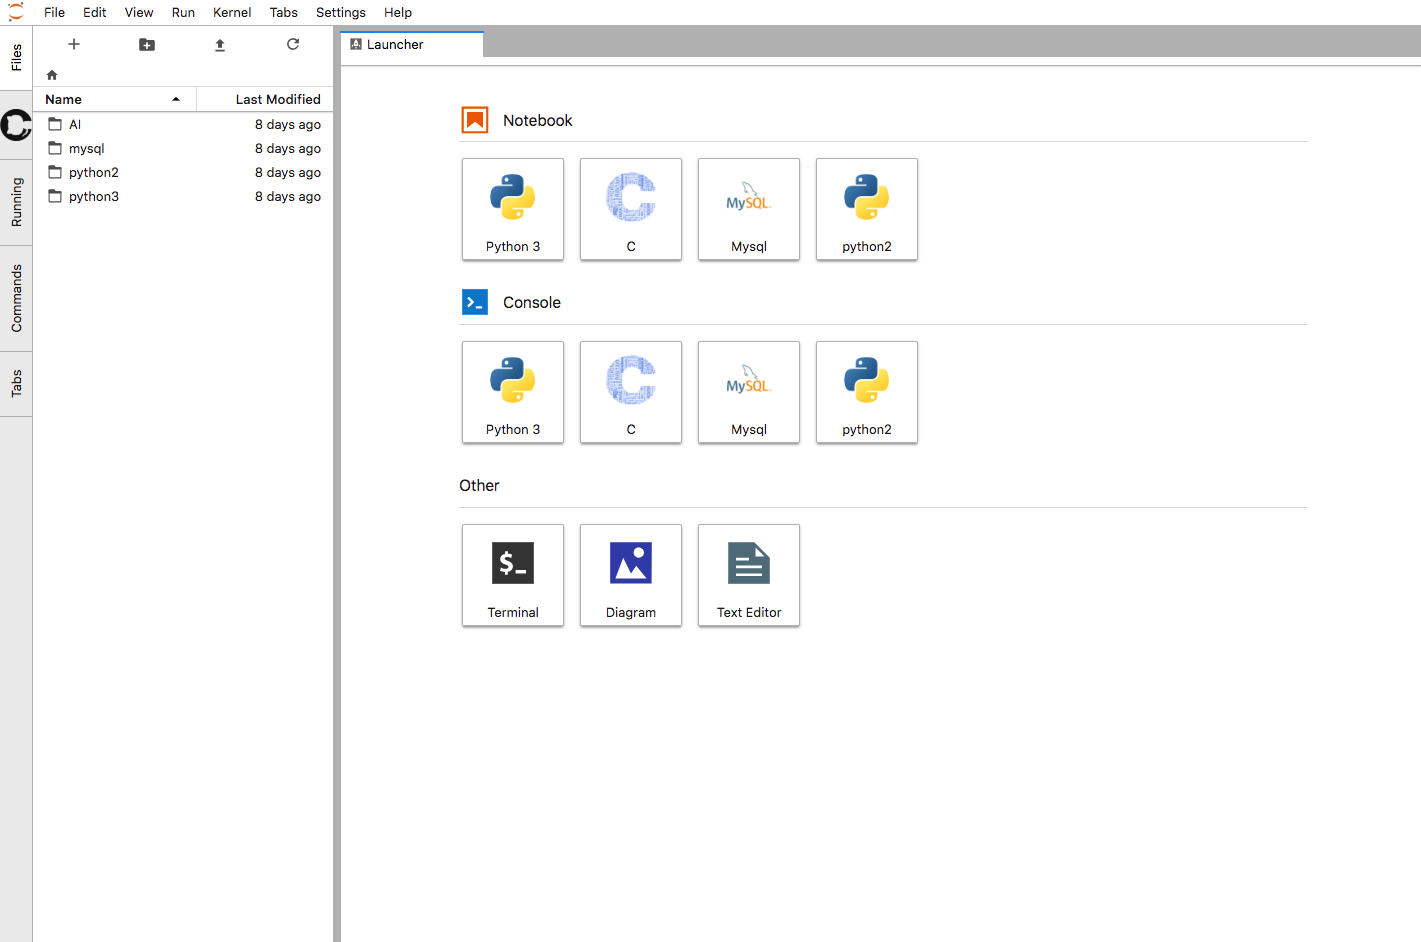 File Edit View Run Kernel Tabs Settings Help
Files
Running
Commands
Tabs
Name Last Modified
AI 8 days ago
mysql 8 days ago
python2 8 days ago
python3 8 days ago
Launcher
Notebook
MySQL
Python 3 C Mysql python2
Console
MySQL
Python 3 C Mysql python2
Other
$_
Terminal Diagram Text Editor